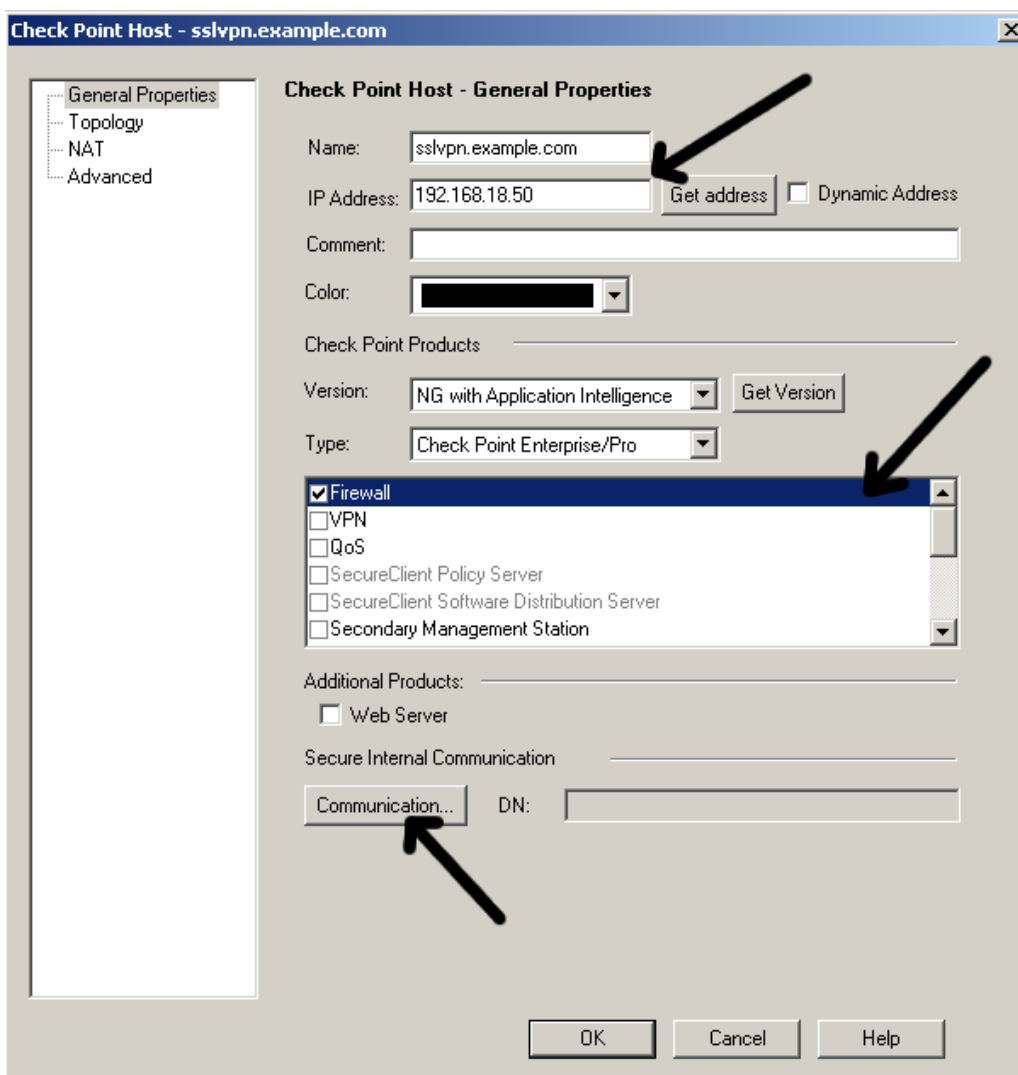 Check Point Host - sslvpn.example.com
General Properties
Topology
NAT
Advanced
Check Point Host - General Properties
Name: sslvpn.example.com
IP Address: 192.168.18.50 Get address Dynamic Address
Comment:
Color:
Check Point Products
Version: NG with Application Intelligence Get Version
Type: Check Point Enterprise/Pro
Firewall
VPN
QoS
SecureClient Policy Server
SecureClient Software Distribution Server
Secondary Management Station
Additional Products:
Web Server
Secure Internal Communication
Communication... DN:
OK Cancel Help